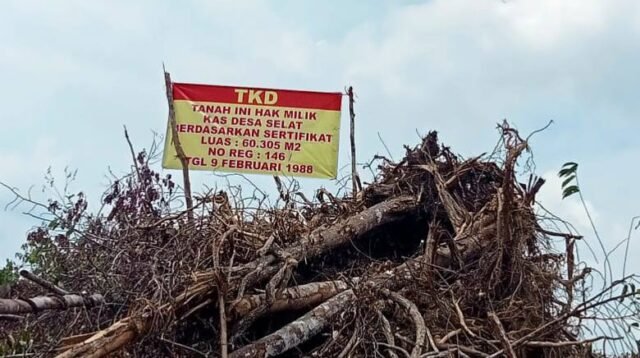 TKD
TANAH INI HAK MILIK
KAS DESA SELAT
BERDASARKAN SERTIFIKAT
LUAS : 60.305 M2
NO REG : 146
TGL 9 FEBRUARI 1988